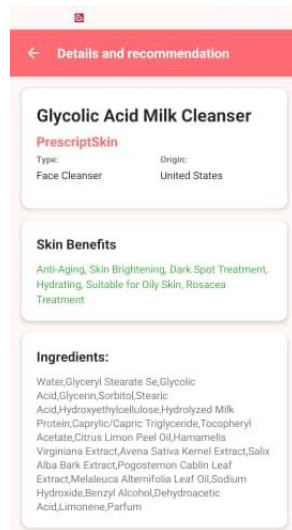 Details and recommendation
Glycolic Acid Milk Cleanser
PrescriptSkin
Type: Origin:
Face Cleanser United States
Skin Benefits
Anti-Aging, Skin Brightening, Dark Spot Treatment,
Hydrating, Suitable for Oily Skin, Rosacea
Treatment
Ingredients:
Water,Glyceryl Stearate Se,Glycolic
Acid,Glycerin,Sorbitol,Stearic
Acid,Hydroxyethylcellulose,Hydrolyzed Milk
Protein,Caprylic/Capric Triglyceride,Tocopheryl
Acetate,Citrus Limon Peel Oil,Hamamelis
Virginiana Extract,Avena Sativa Kernel Extract,Salix
Alba Bark Extract,Pogostemon Cablin Leaf
Extract,Melaleuca Alternifolia Leaf Oil,Sodium
Hydroxide,Benzyl Alcohol,Dehydroacetic
Acid,Limonene,Parfum